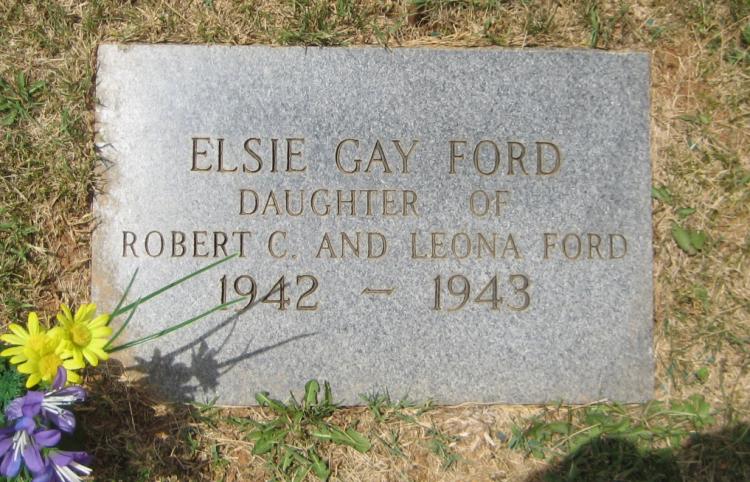 ELSIE GAY FORD
DAUGHTER OF
ROBERT C. AND LEONA FORD
1942 – 1943